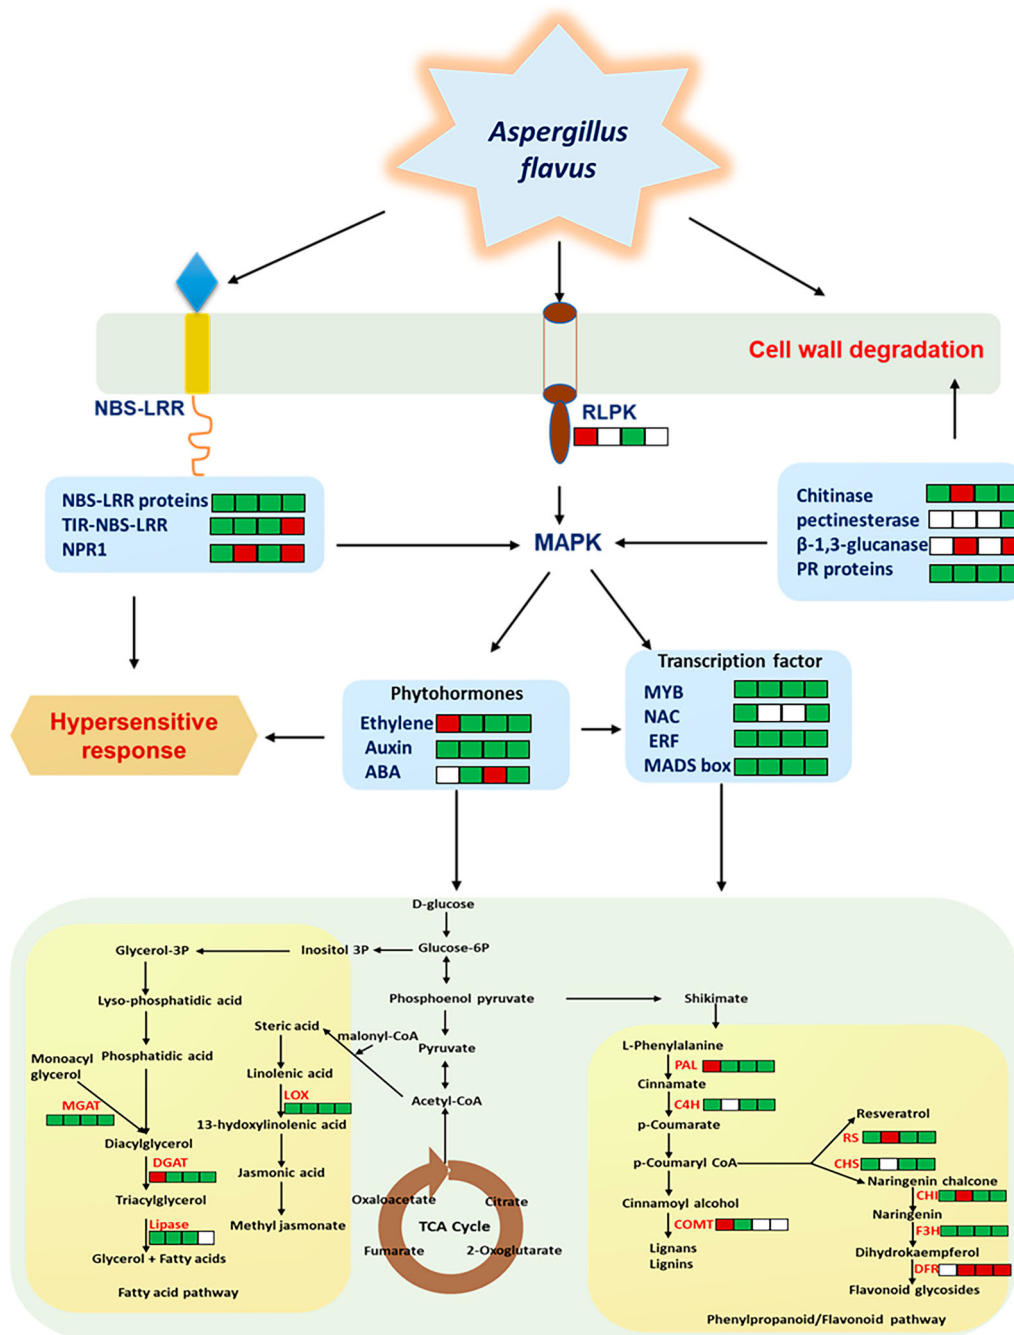 Aspergillus
flavus
Cell wall degradation
NBS-LRR
RLPK
NBS-LRR proteins
TIR-NBS-LRR
NPR1
MAPK
Chitinase
pectinesterase
β-1,3-glucanase
PR proteins
Hypersensitive
response
Phytohormones
Ethylene
Auxin
ABA
Transcription factor
MYB
NAC
ERF
MADS box
D-glucose
Glycerol-3P
Inositol 3P
Glucose-6P
Lyso-phosphatidic acid
Phosphoenol pyruvate
Shikimate
Steric acid
malonyl-CoA
Pyruvate
Monoacyl
glycerol
Phosphatidic acid
Linolenic acid
MGAT
LOX
Acetyl-CoA
13-hydoxylinolenic acid
Diacylglycerol
DGAT
Jasmonic acid
Triacylglycerol
Methyl jasmonate
Lipase
Glycerol + Fatty acids
Fatty acid pathway
Oxaloacetate
Citrate
TCA Cycle
Fumarate
2-Oxoglutarate
L-Phenylalanine
PAL
Cinnamate
C4H
p-Coumarate
p-Coumaryl CoA
Cinnamoyl alcohol
COMT
Lignans
Lignins
Resveratrol
RS
CHS
Naringenin chalcone
CHI
Naringenin
F3H
Dihydrokaempferol
DFR
Flavonoid glycosides
Phenylpropanoid/Flavonoid pathway